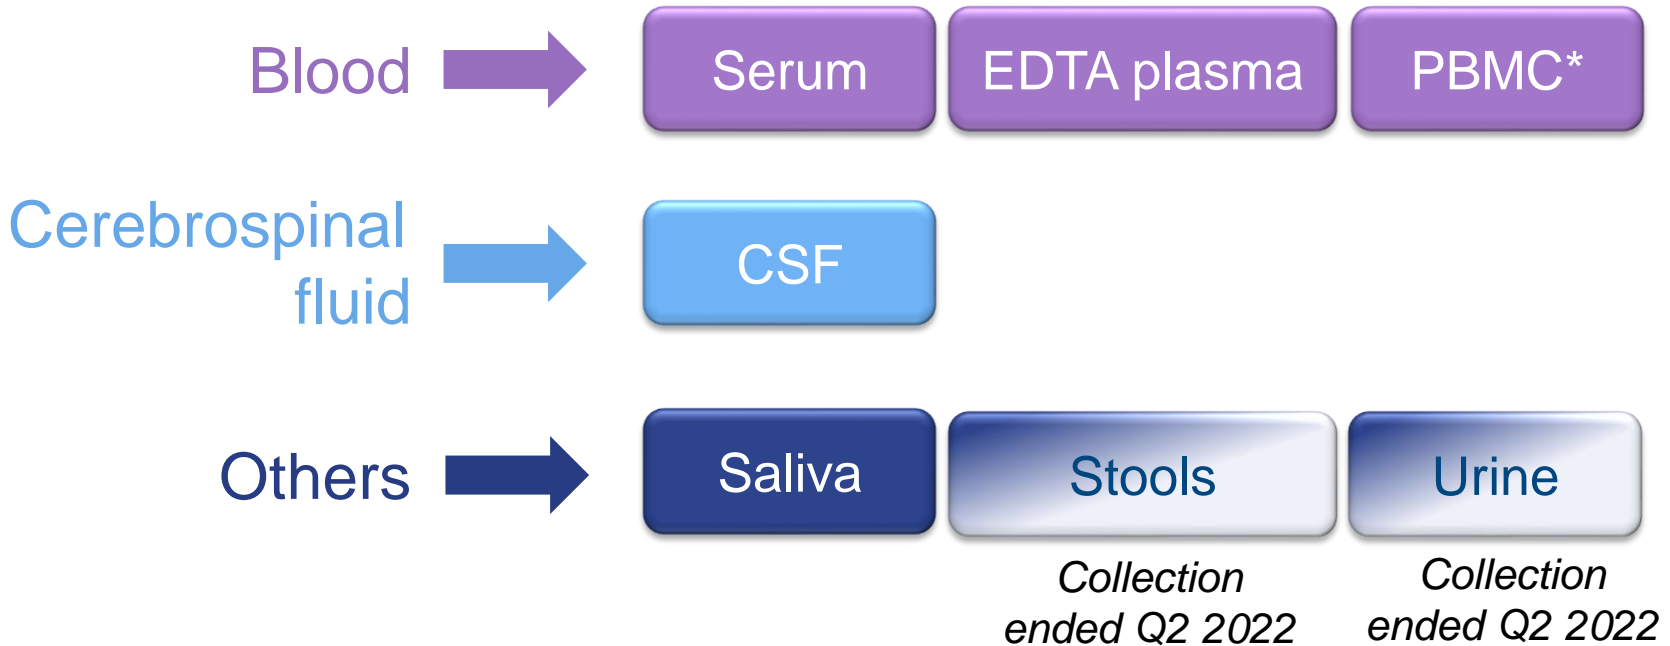 Blood
Serum
EDTA plasma
PBMC*
Cerebrospinal
fluid
CSF
Others
Saliva
Stools
Urine
Collection
ended Q2 2022
Collection
ended Q2 2022